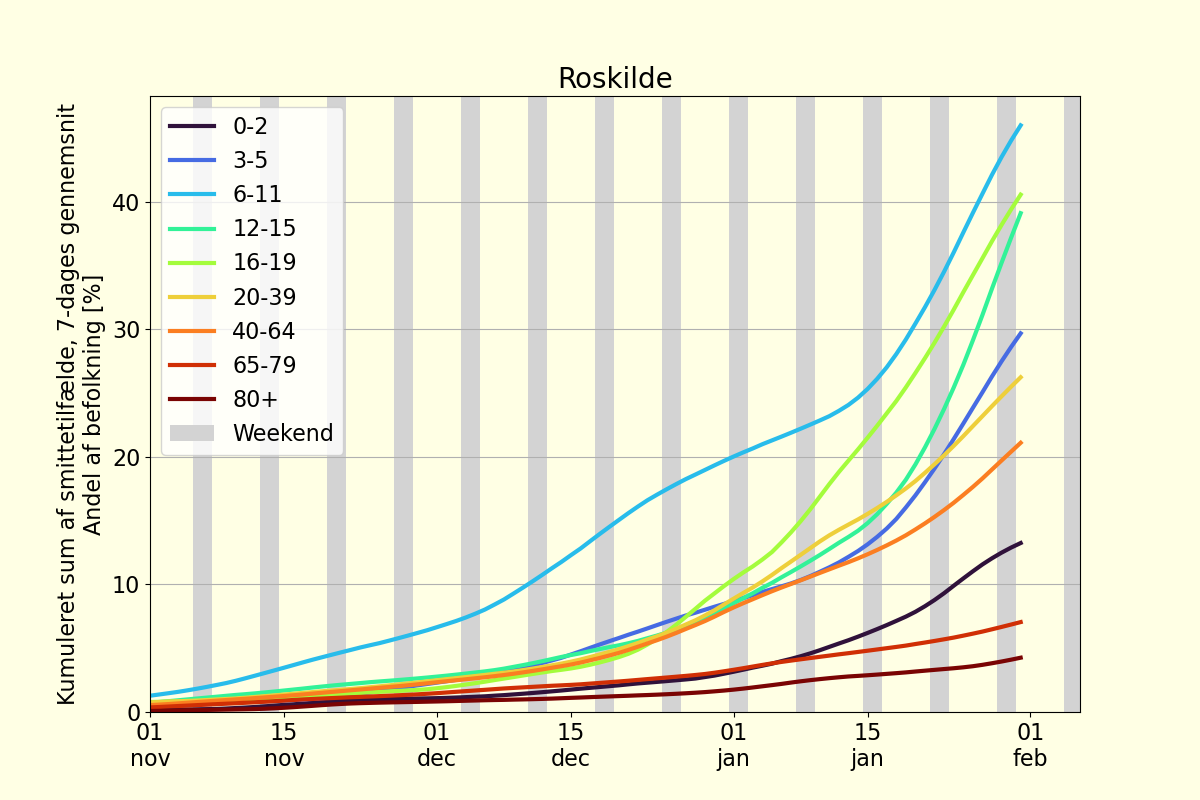 Roskilde
Kumuleret sum af smittetilfælde, 7-dages gennemsnit
Andel af befolkning [%]
0-2
3-5
6-11
12-15
16-19
20-39
40-64
65-79
80+
Weekend
40
30
20
10
0
01 15 01 15 01 15 01
nov nov dec dec jan jan feb